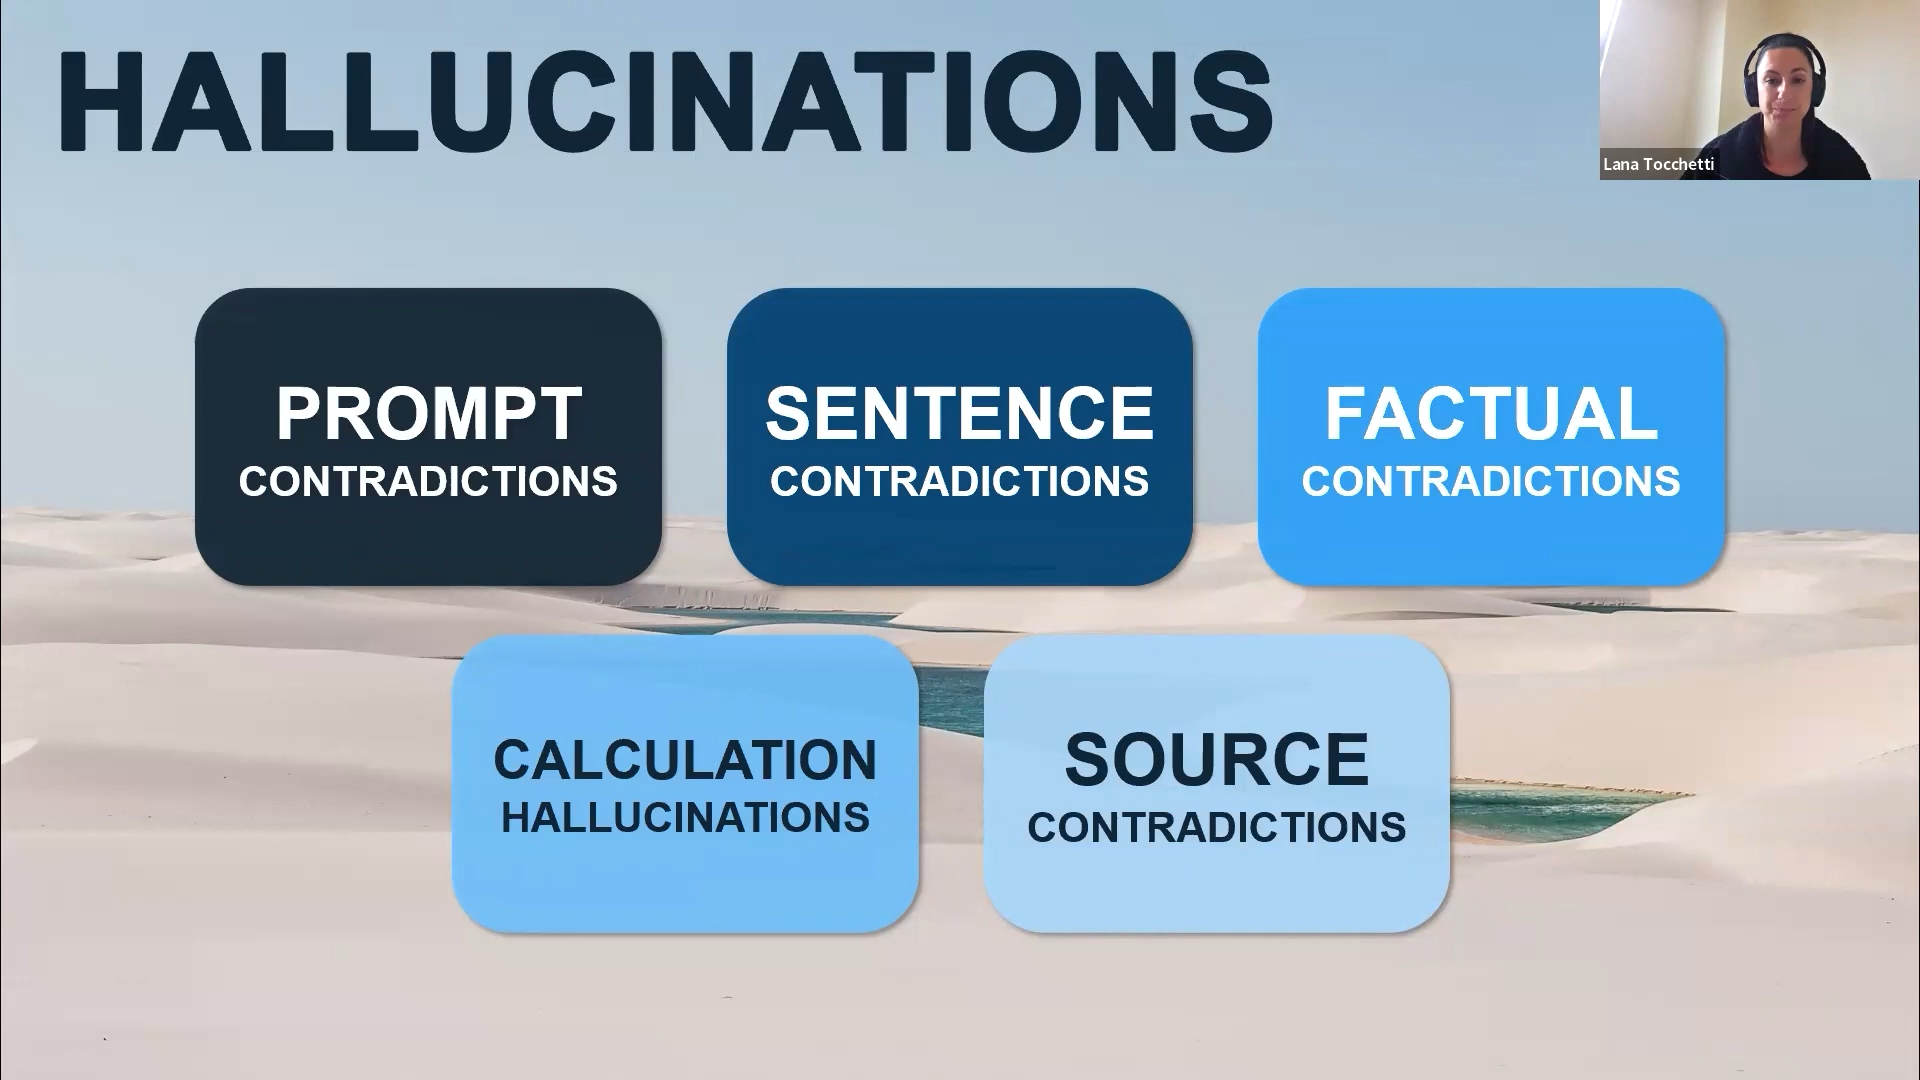 HALLUCINATIONS
Lana Tocchetti
PROMPT
CONTRADICTIONS
SENTENCE
CONTRADICTIONS
FACTUAL
CONTRADICTIONS
CALCULATION
HALLUCINATIONS
SOURCE
CONTRADICTIONS